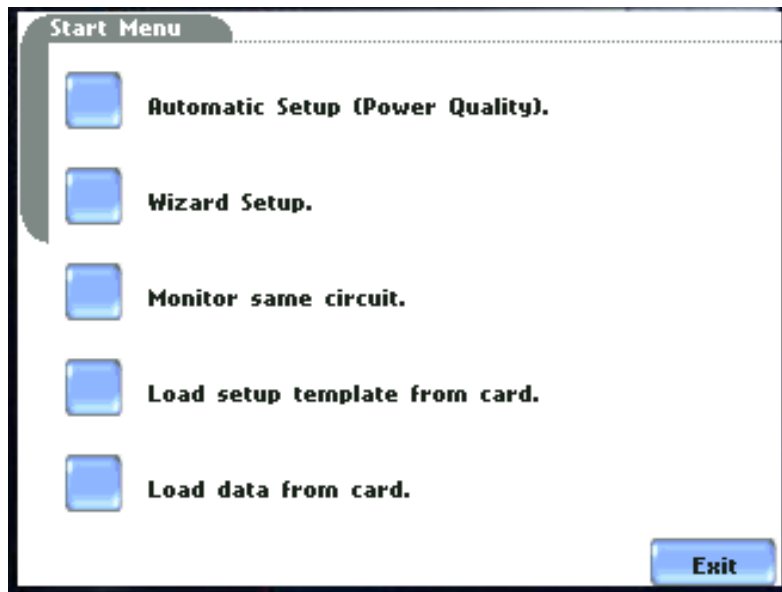 Start Menu
Automatic Setup (Power Quality).
Wizard Setup.
Monitor same circuit.
Load setup template from card.
Load data from card.
Exit